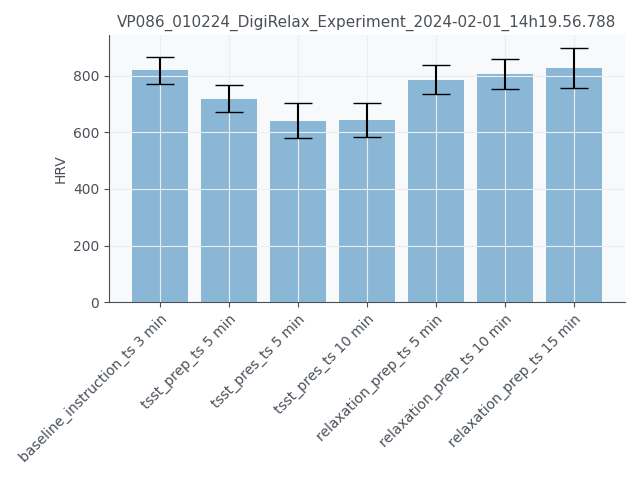 VP086_010224_DigiRelax_Experiment_2024-02-01_14h19.56.788
HRV
800
600
400
200
0
baseline_instruction_ts 3 min
tsst_prep_ts 5 min
tsst_pres_ts 5 min
tsst_pres_ts 10 min
relaxation_prep_ts 5 min
relaxation_prep_ts 10 min
relaxation_prep_ts 15 min